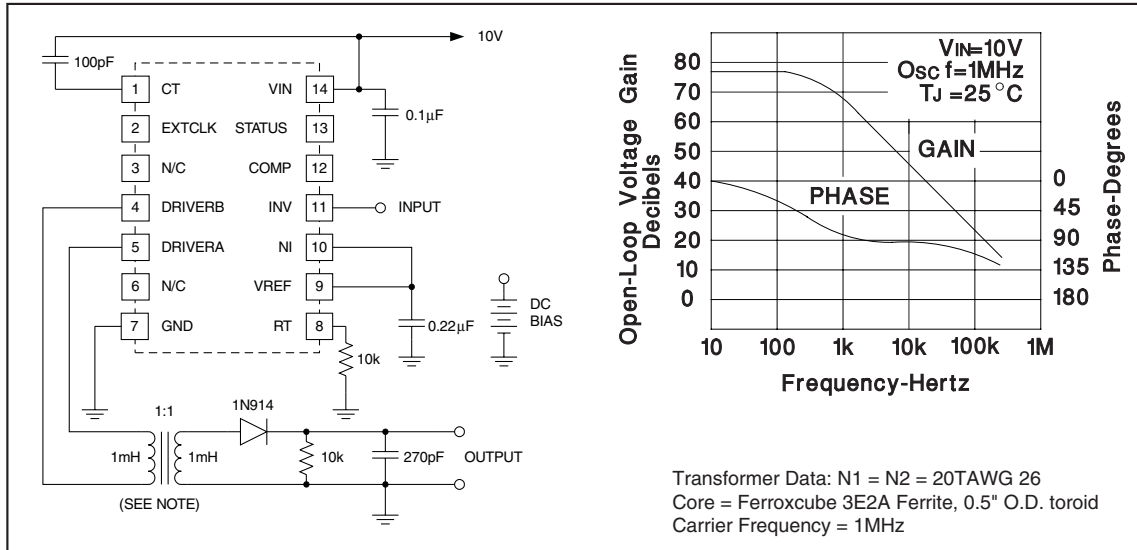 10V
100pF
1 CT VIN 14
0.1µF
2 EXTCLK STATUS 13
3 N/C COMP 12
4 DRIVERB INV 11 INPUT
5 DRIVERA NI 10
6 N/C VREF 9
7 GND RT 8
0.22µF
DC
BIAS
10k
1:1
1N914
1mH
1mH
10k
270pF
OUTPUT
(SEE NOTE)
VIN=10V
Osc f=1MHz
TJ =25°C
GAIN
PHASE
Open-Loop Voltage Gain
Decibels
80
70
60
50
40
30
20
10
0
0
45
90
135
180
Phase-Degrees
10 100 1k 10k 100k 1M
Frequency-Hertz
Transformer Data: N1 = N2 = 20TAWG 26
Core = Ferroxcube 3E2A Ferrite, 0.5" O.D. toroid
Carrier Frequency = 1MHz